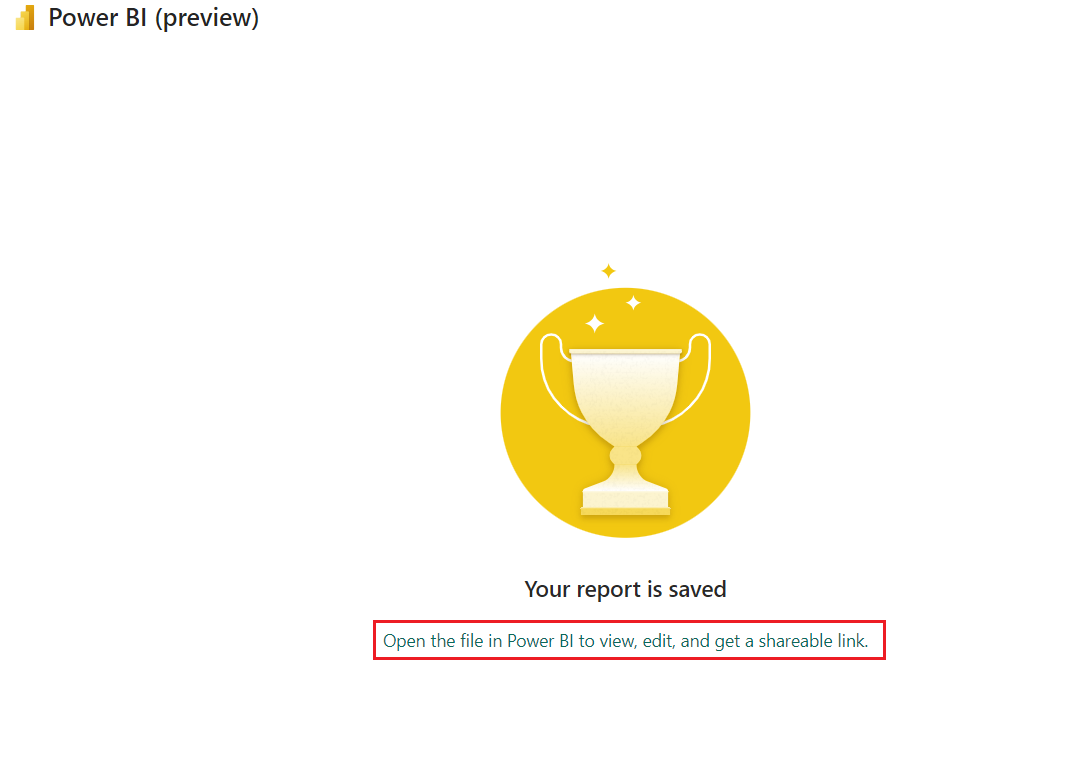 Power BI (preview)
Your report is saved
Open the file in Power BI to view, edit, and get a shareable link.